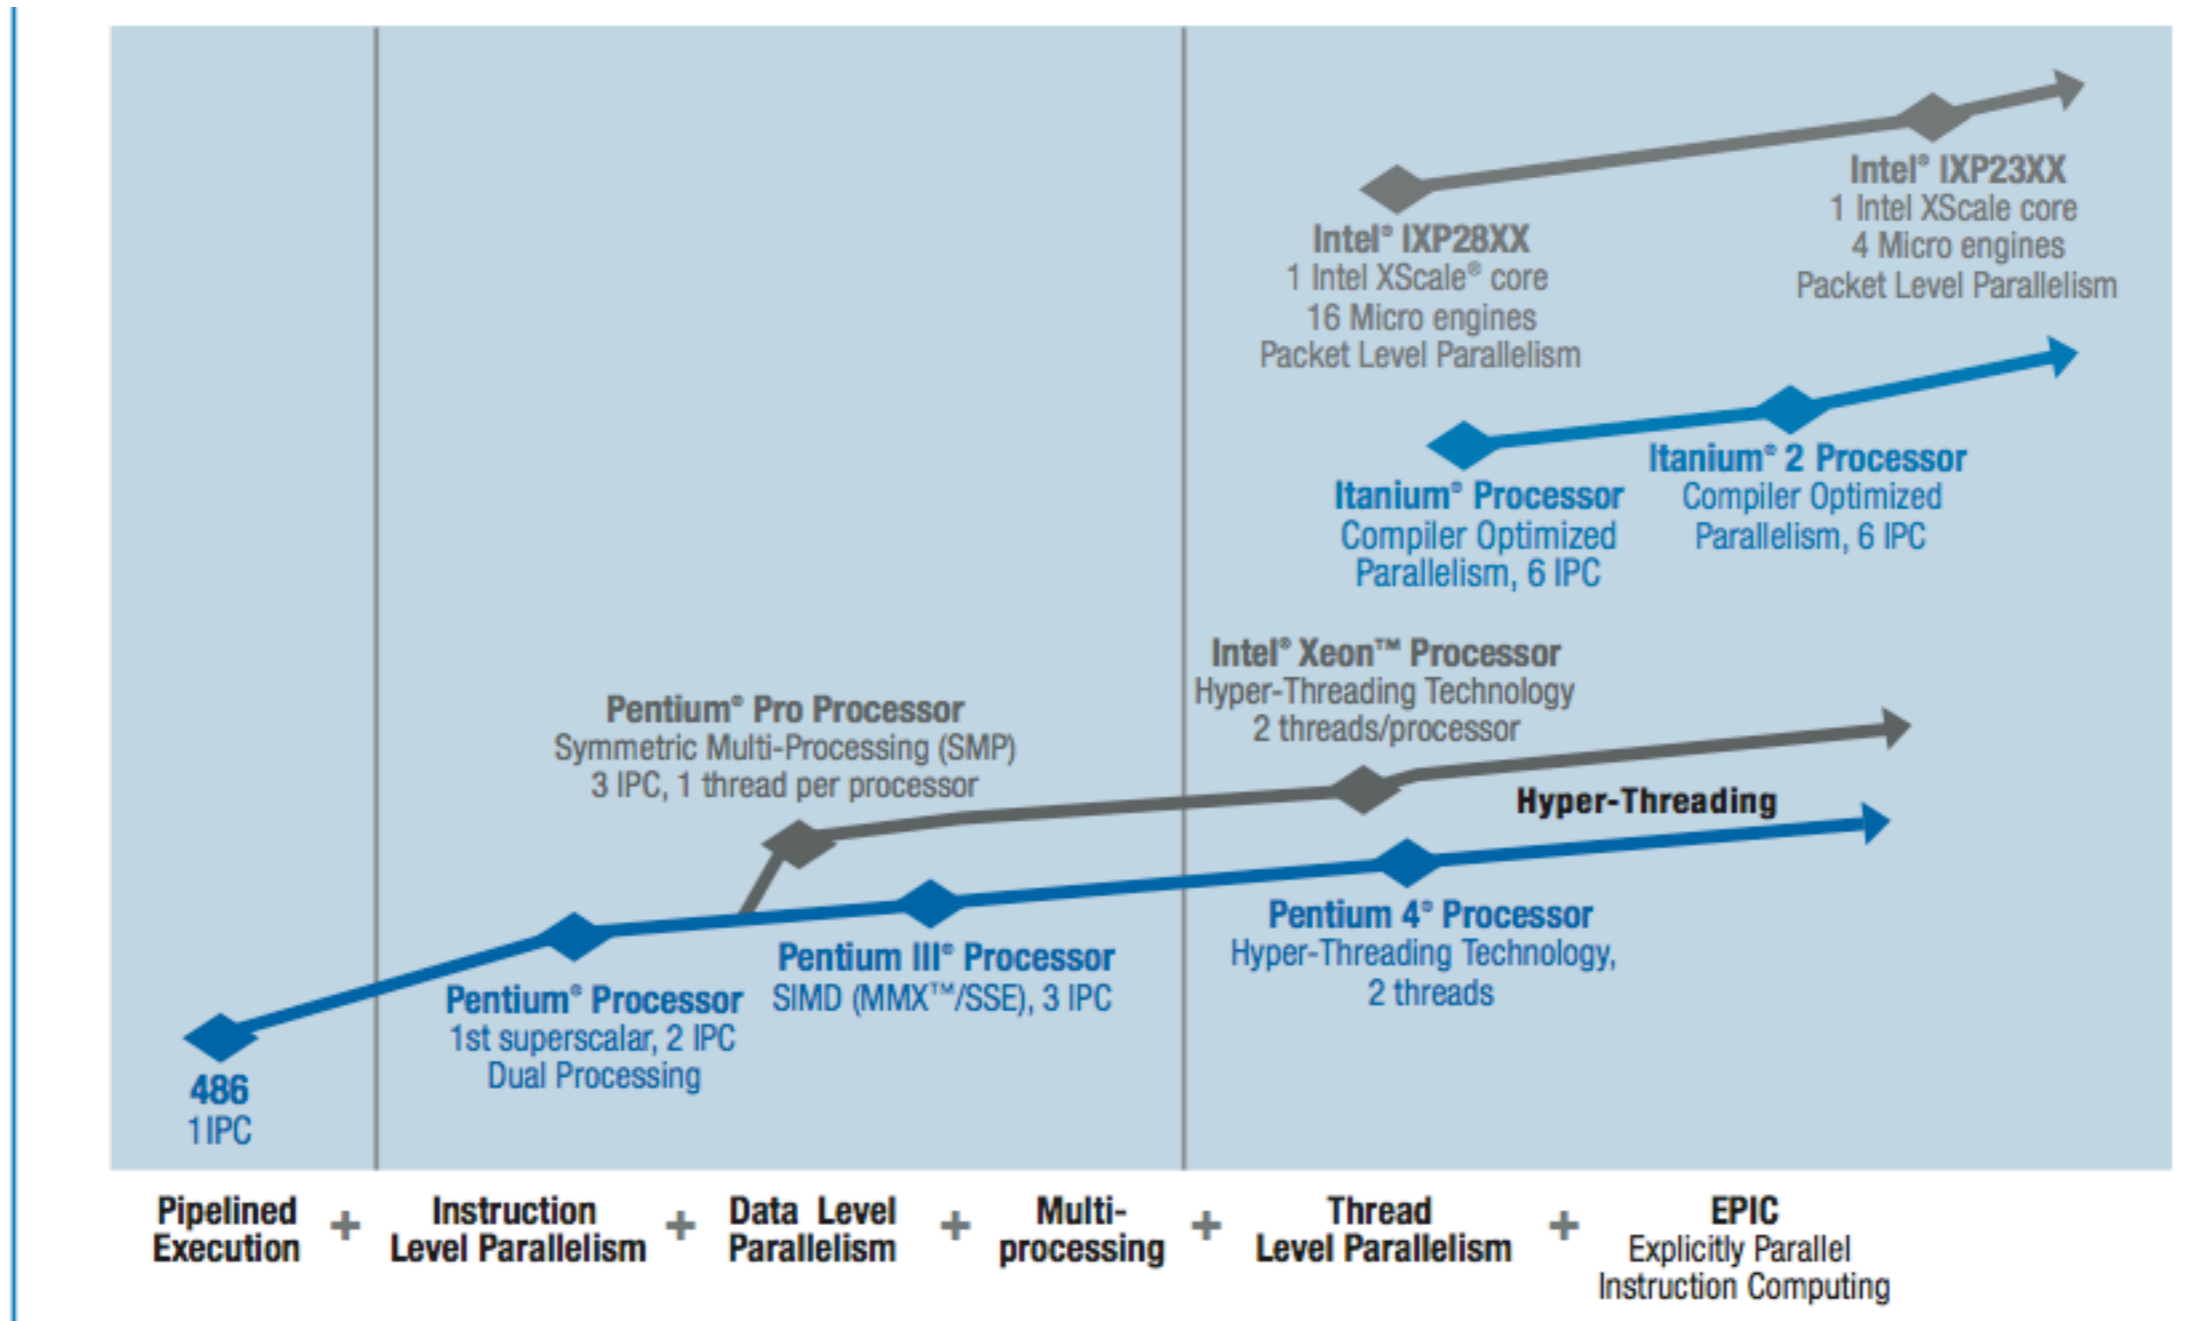 Intel® IXP23XX
1 Intel XScale core
4 Micro engines
Packet Level Parallelism
Intel® IXP28XX
1 Intel XScale® core
16 Micro engines
Packet Level Parallelism
Itanium® 2 Processor
Compiler Optimized
Parallelism, 6 IPC
Itanium® Processor
Compiler Optimized
Parallelism, 6 IPC
Intel® Xeon™ Processor
Hyper-Threading Technology
2 threads/processor
Pentium® Pro Processor
Symmetric Multi-Processing (SMP)
3 IPC, 1 thread per processor
Hyper-Threading
Pentium 4® Processor
Hyper-Threading Technology,
2 threads
Pentium III® Processor
SIMD (MMX™/SSE), 3 IPC
Pentium® Processor
1st superscalar, 2 IPC
Dual Processing
486
1IPC
Pipelined
Execution
+
Instruction
Level Parallelism
+
Data Level
Parallelism
+
Multi-
processing
+
Thread
Level Parallelism
+
EPIC
Explicitly Parallel
Instruction Computing